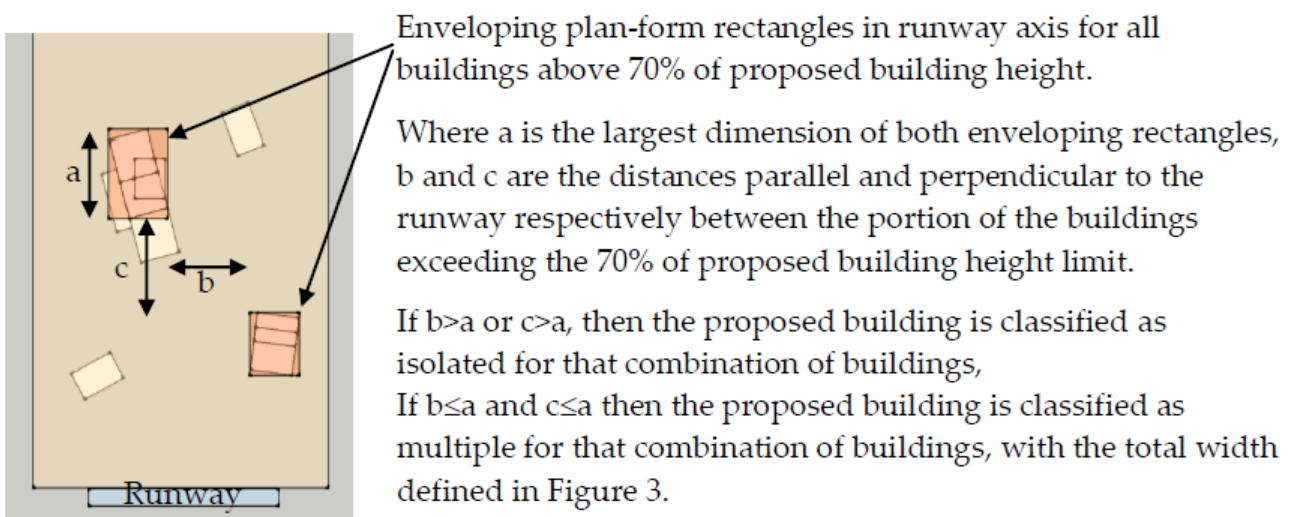 Enveloping plan-form rectangles in runway axis for all
buildings above 70% of proposed building height.
Where a is the largest dimension of both enveloping rectangles,
b and c are the distances parallel and perpendicular to the
runway respectively between the portion of the buildings
exceeding the 70% of proposed building height limit.
If b>a or c>a, then the proposed building is classified as
isolated for that combination of buildings,
If b≤a and c≤a then the proposed building is classified as
multiple for that combination of buildings, with the total width
defined in Figure 3.
a
c
b
Runway